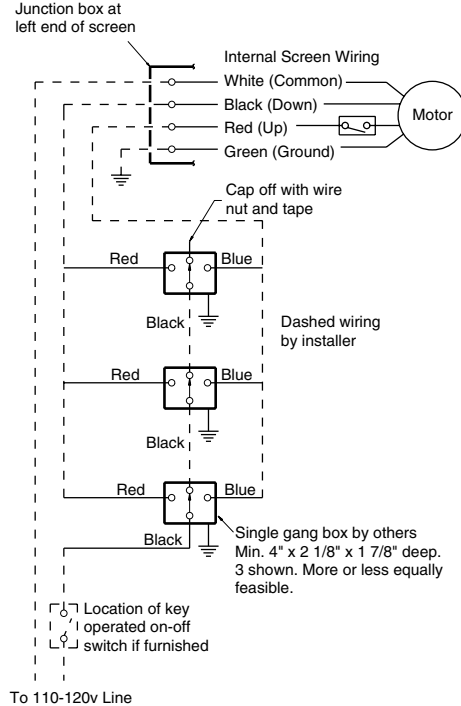 Junction box at
left end of screen
Internal Screen Wiring
White (Common)
Black (Down)
Red (Up)
Green (Ground)
Motor
Cap off with wire
nut and tape
Red
Blue
Black
Dashed wiring
by installer
Red
Blue
Black
Red
Blue
Black
Single gang box by others
Min. 4" x 2 1/8" x 1 7/8" deep.
3 shown. More or less equally
feasible.
Location of key
operated on-off
switch if furnished
To 110-120v Line